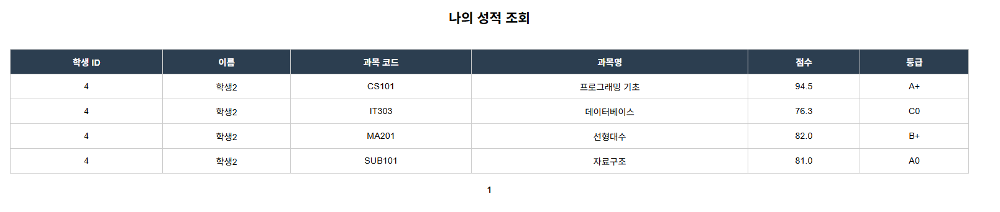 나의 성적 조회
학생 ID 이름 과목 코드 과목명 점수 등급
4 학생2 CS101 프로그래밍 기초 94.5 A+
4 학생2 IT303 데이터베이스 76.3 C0
4 학생2 MA201 선형대수 82.0 B+
4 학생2 SUB101 자료구조 81.0 A0
1